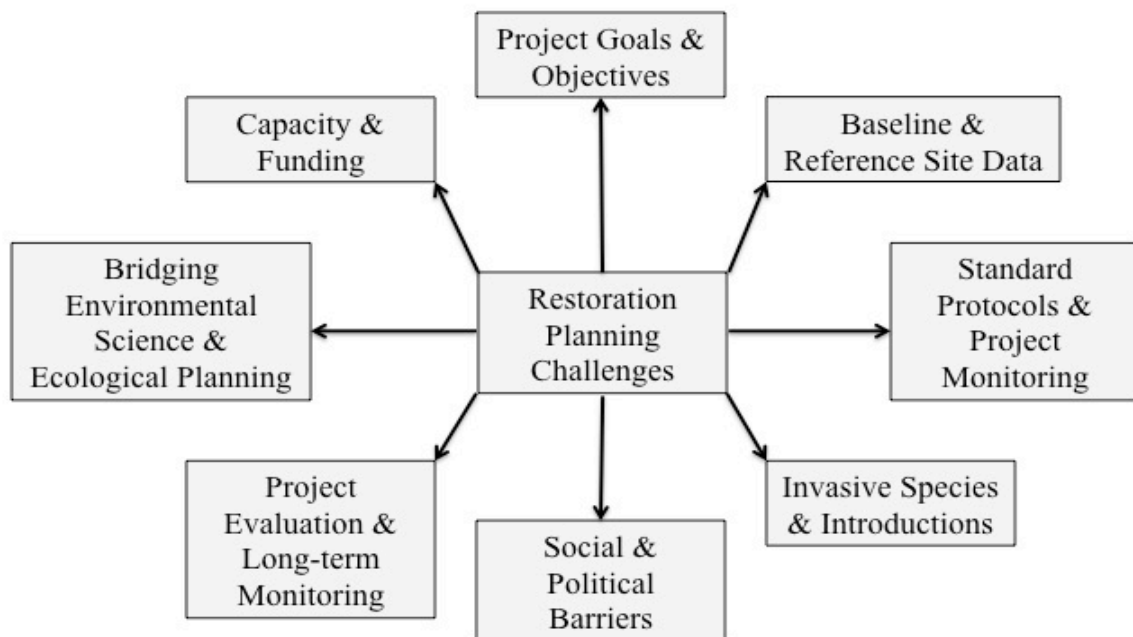 Project Goals &
Objectives
Capacity &
Funding
Baseline &
Reference Site Data
Bridging
Environmental
Science &
Ecological Planning
Restoration
Planning
Challenges
Standard
Protocols &
Project
Monitoring
Project
Evaluation &
Long-term
Monitoring
Social &
Political
Barriers
Invasive Species
& Introductions